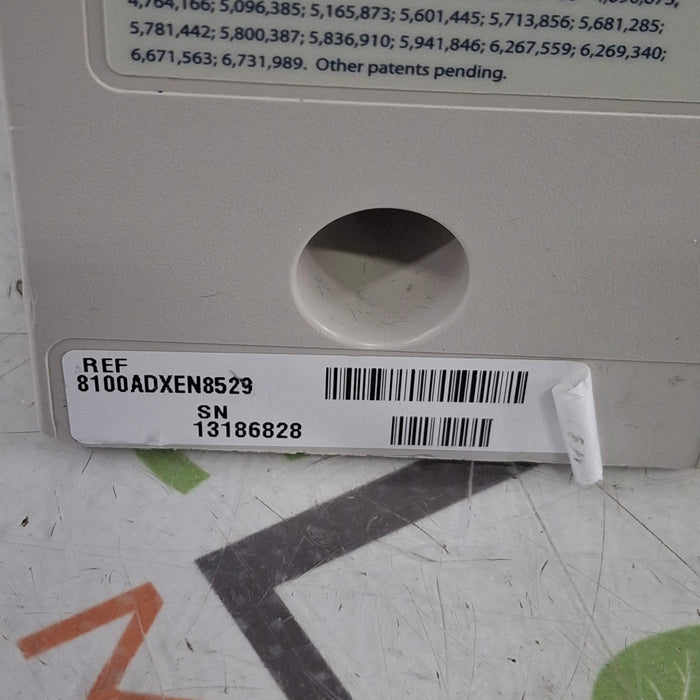 4,764,166; 5,096,385; 5,165,873; 5,601,445; 5,713,856; 5,681,285;
5,781,442; 5,800,387; 5,836,910; 5,941,846; 6,267,559; 6,269,340;
6,671,563; 6,731,989. Other patents pending.
REF
8100ADXEN8529
SN
13186828